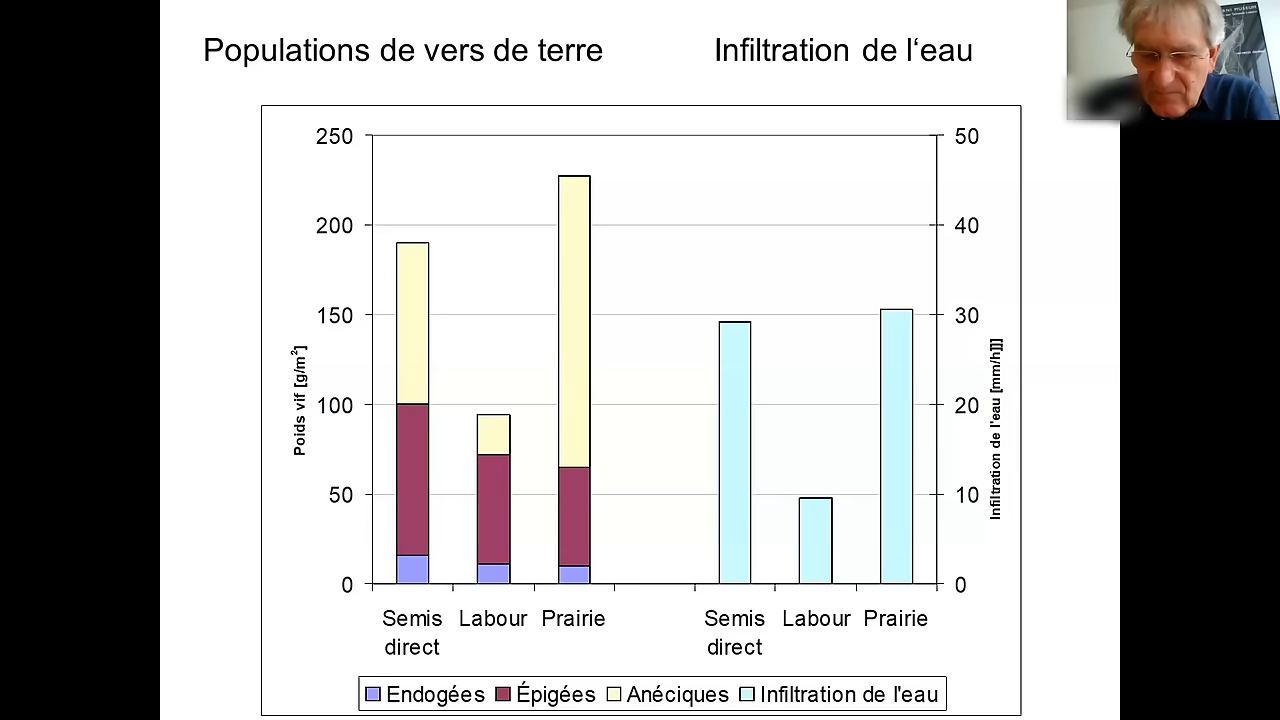 Populations de vers de terre
Infiltration de l‘eau
250
200
150
100
50
0
Poids vif [g/m²]
50
40
30
20
10
0
Infiltration de l'eau [mm/h]]]
Semis direct
Labour
Prairie
Semis direct
Labour
Prairie
Endogées
Épigées
Anéciques
Infiltration de l'eau